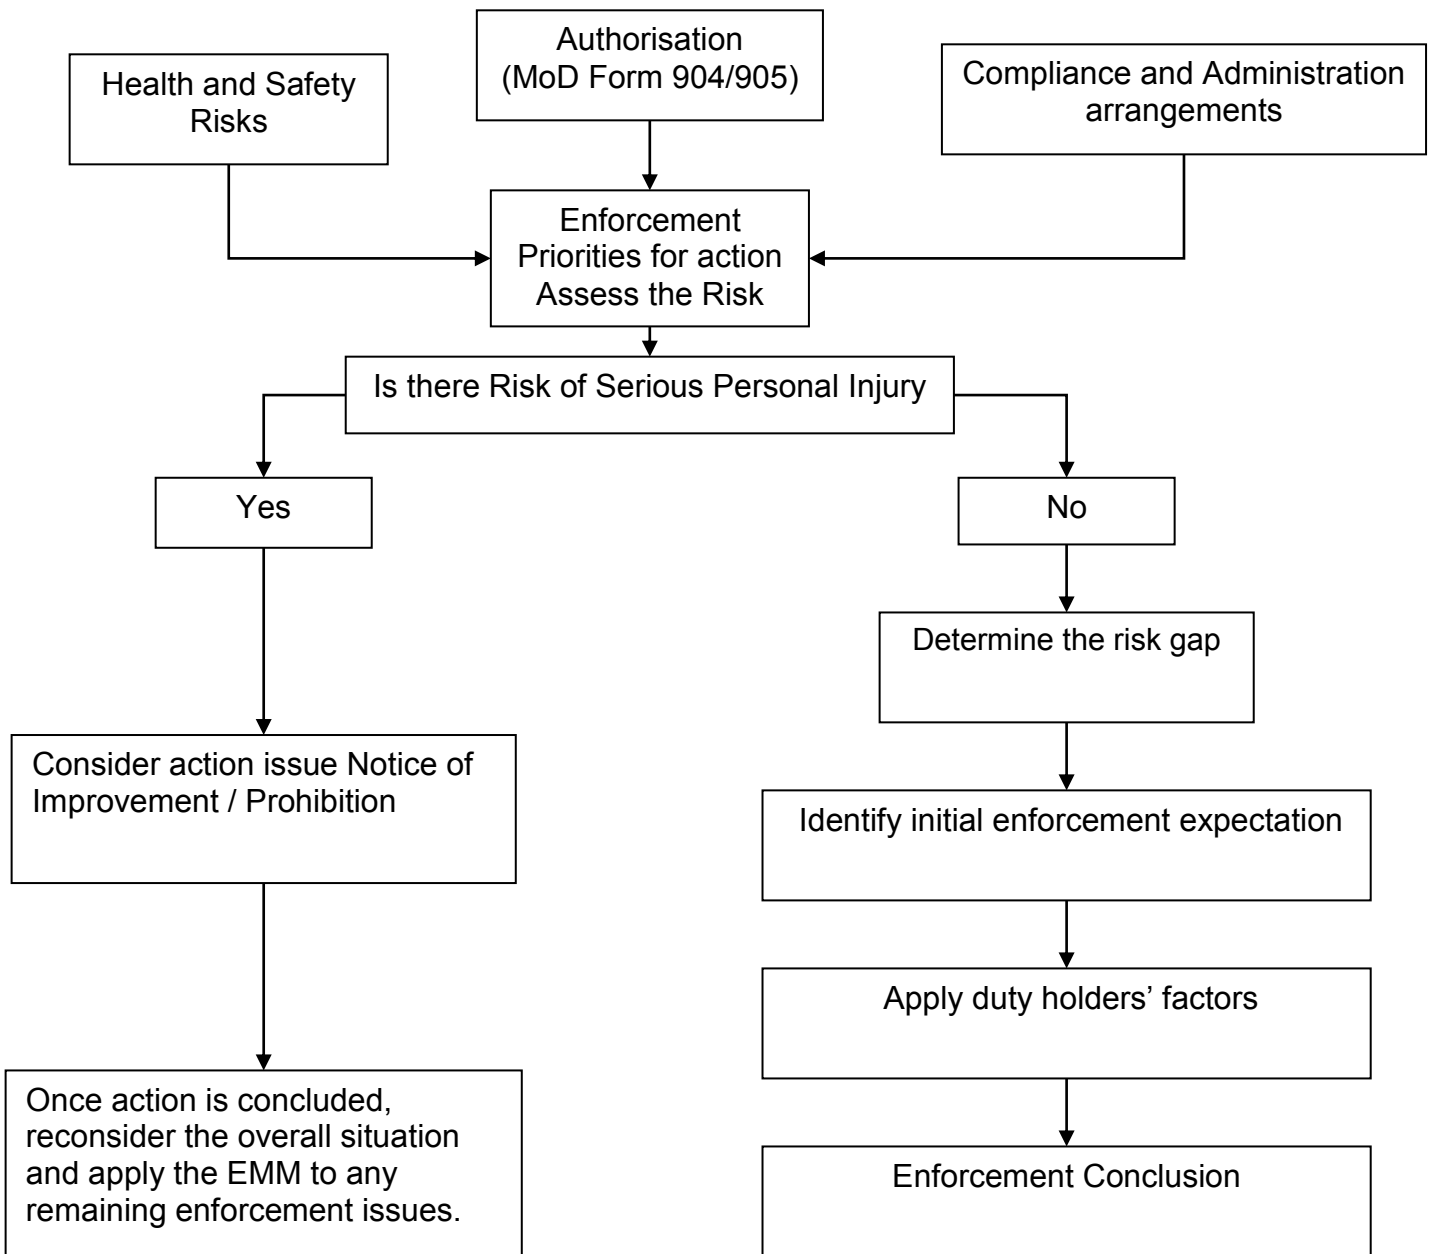 Authorisation
(MoD Form 904/905)
Health and Safety
Risks
Compliance and Administration
arrangements
Enforcement
Priorities for action
Assess the Risk
Is there Risk of Serious Personal Injury
Yes
No
Determine the risk gap
Consider action issue Notice of
Improvement / Prohibition
Identify initial enforcement expectation
Apply duty holders’ factors
Once action is concluded,
reconsider the overall situation
and apply the EMM to any
remaining enforcement issues.
Enforcement Conclusion